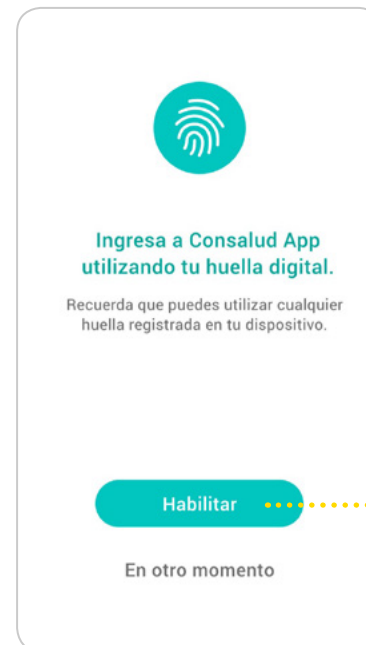 Ingresa a Consalud App
utilizando tu huella digital.
Recuerda que puedes utilizar cualquier
huella registrada en tu dispositivo.
Habilitar
En otro momento